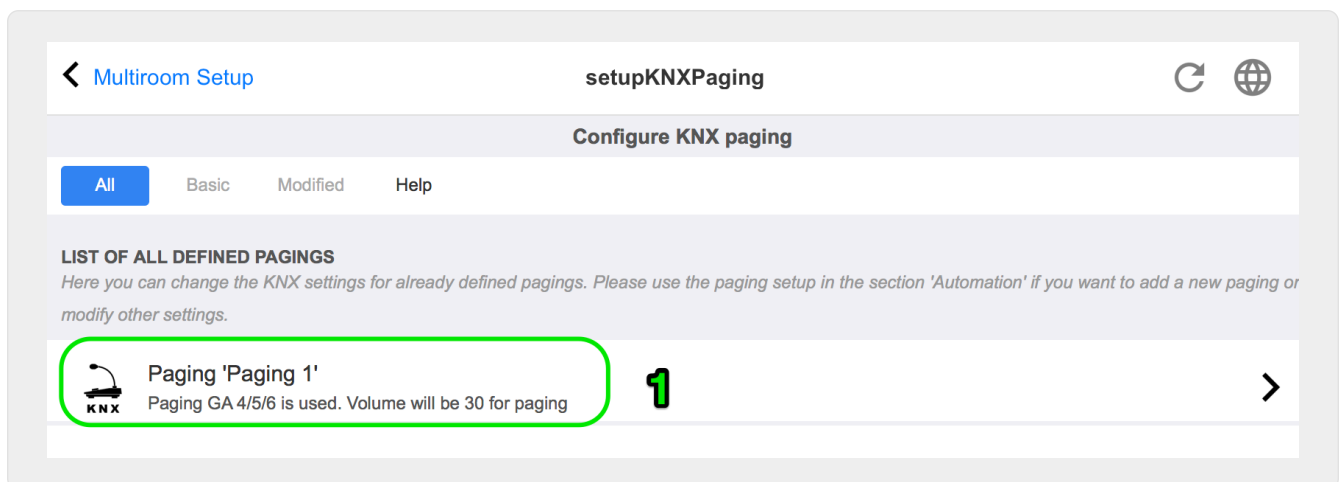 Multiroom Setup
setupKNXPaging
Configure KNX paging
All
Basic
Modified
Help
LIST OF ALL DEFINED PAGINGS
Here you can change the KNX settings for already defined pagings. Please use the paging setup in the section 'Automation' if you want to add a new paging or
modify other settings.
Paging 'Paging 1'
KNX
Paging GA 4/5/6 is used. Volume will be 30 for paging
1